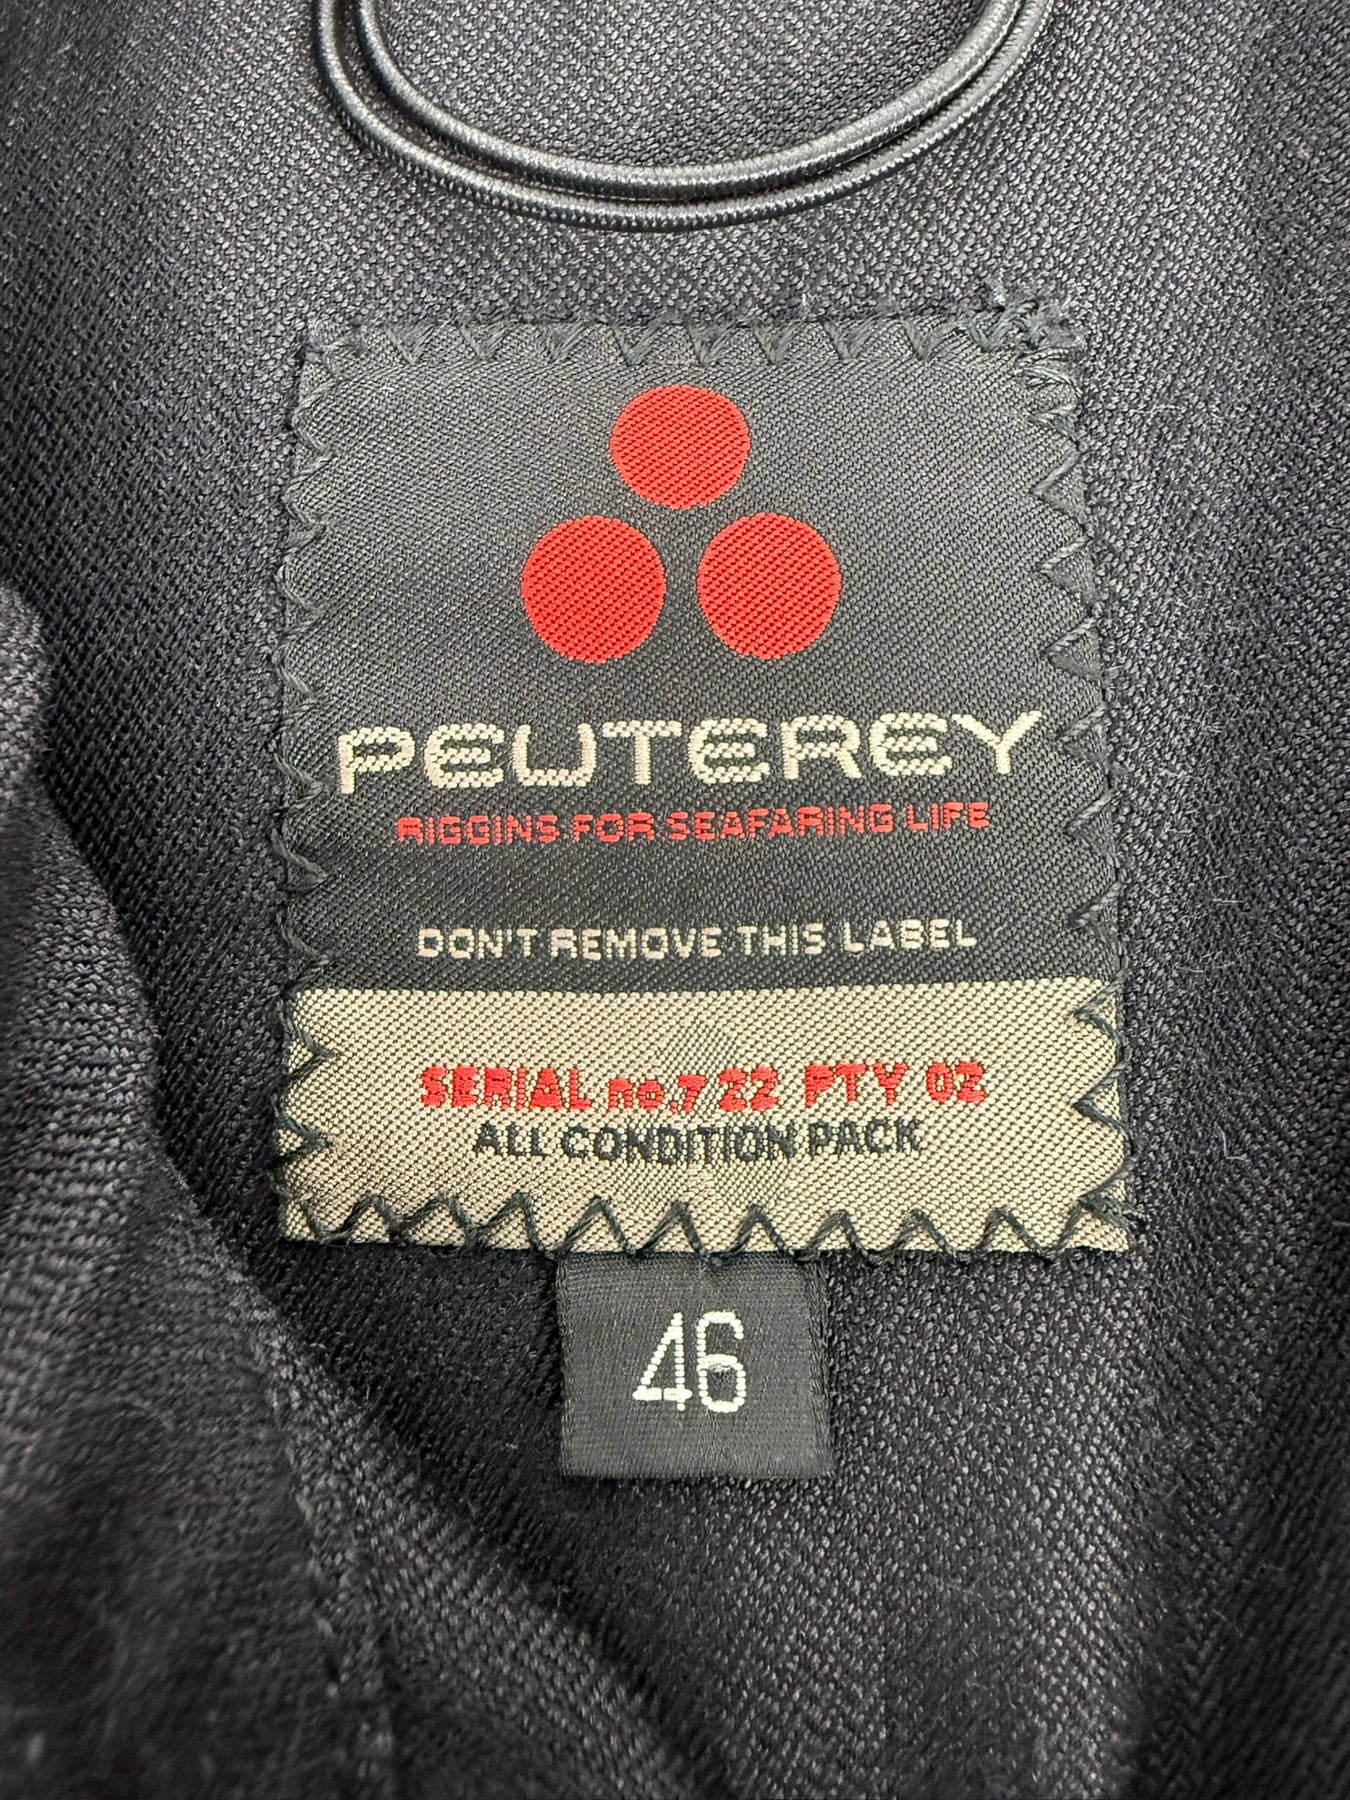 PEUTEREY
RIGGINS FOR SEAFARING LIFE
DON'T REMOVE THIS LABEL
SERIAL no.7 22 PTY 02
ALL CONDITION PACK
46